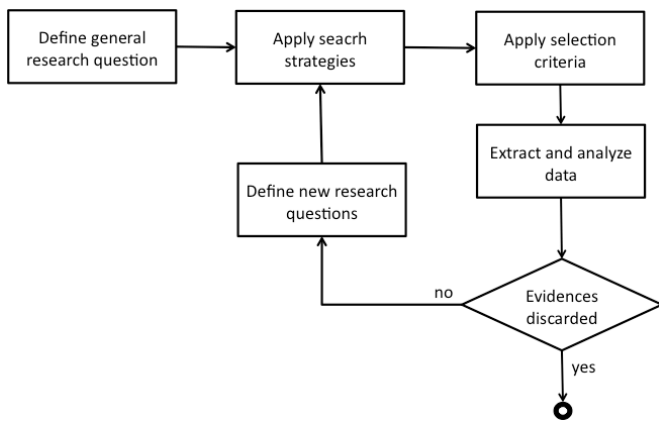 Define general
research question
Apply seacrh
strategies
Apply selection
criteria
Extract and analyze
data
Define new research
questions
no
Evidences
discarded
yes